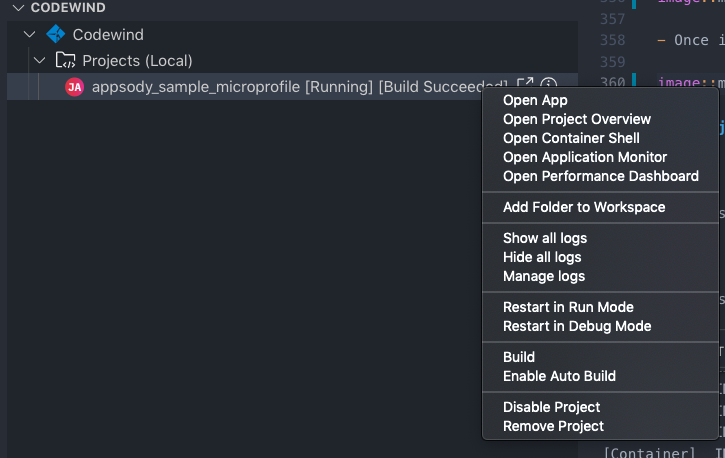 CODEWIND
Codewind
Projects (Local)
JA appsody_sample_microprofile [Running] [Build Succeeded]
Open App
Open Project Overview
Open Container Shell
Open Application Monitor
Open Performance Dashboard
Add Folder to Workspace
Show all logs
Hide all logs
Manage logs
Restart in Run Mode
Restart in Debug Mode
Build
Enable Auto Build
Disable Project
Remove Project
357
358 - Once i
359
360 image::m
[Container]